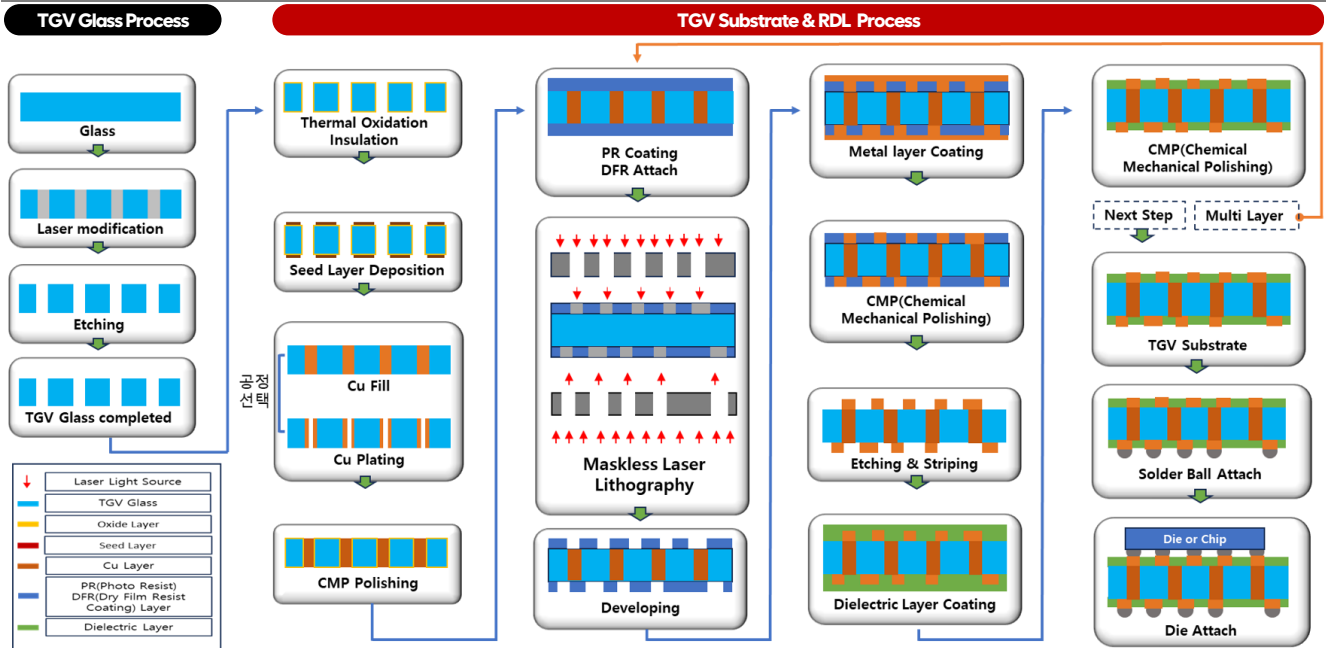 TGV Glass Process
TGV Substrate & RDL Process
Glass
Laser modification
Etching
TGV Glass completed
Laser Light Source
TGV Glass
Oxide Layer
Seed Layer
Cu Layer
PR(Photo Resist)
DFR(Dry Film Resist
Coating) Layer
Dielectric Layer
Thermal Oxidation
Insulation
Seed Layer Deposition
공정
선택
Cu Fill
Cu Plating
CMP Polishing
PR Coating
DFR Attach
Maskless Laser
Lithography
Developing
Metal layer Coating
CMP(Chemical
Mechanical Polishing)
Etching & Striping
Dielectric Layer Coating
CMP(Chemical
Mechanical Polishing)
Next Step
Multi Layer
TGV Substrate
Solder Ball Attach
Die or Chip
Die Attach